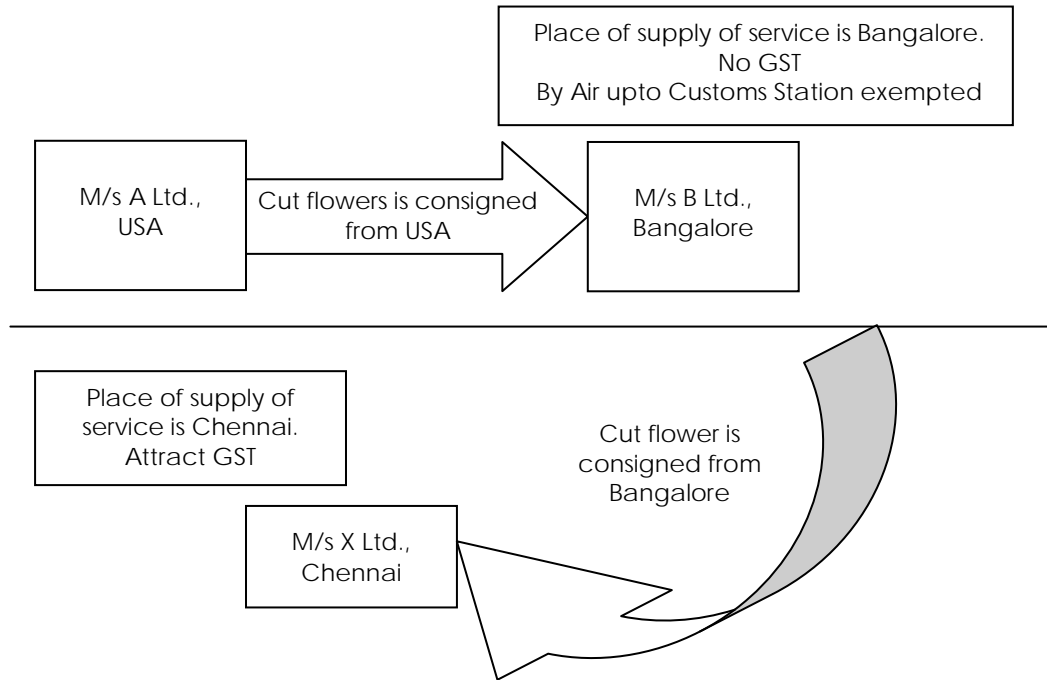 Place of supply of service is Bangalore.
No GST
By Air upto Customs Station exempted
M/s A Ltd.,
USA
Cut flowers is consigned
from USA
M/s B Ltd.,
Bangalore
Place of supply of
service is Chennai.
Attract GST
Cut flower is
consigned from
Bangalore
M/s X Ltd.,
Chennai